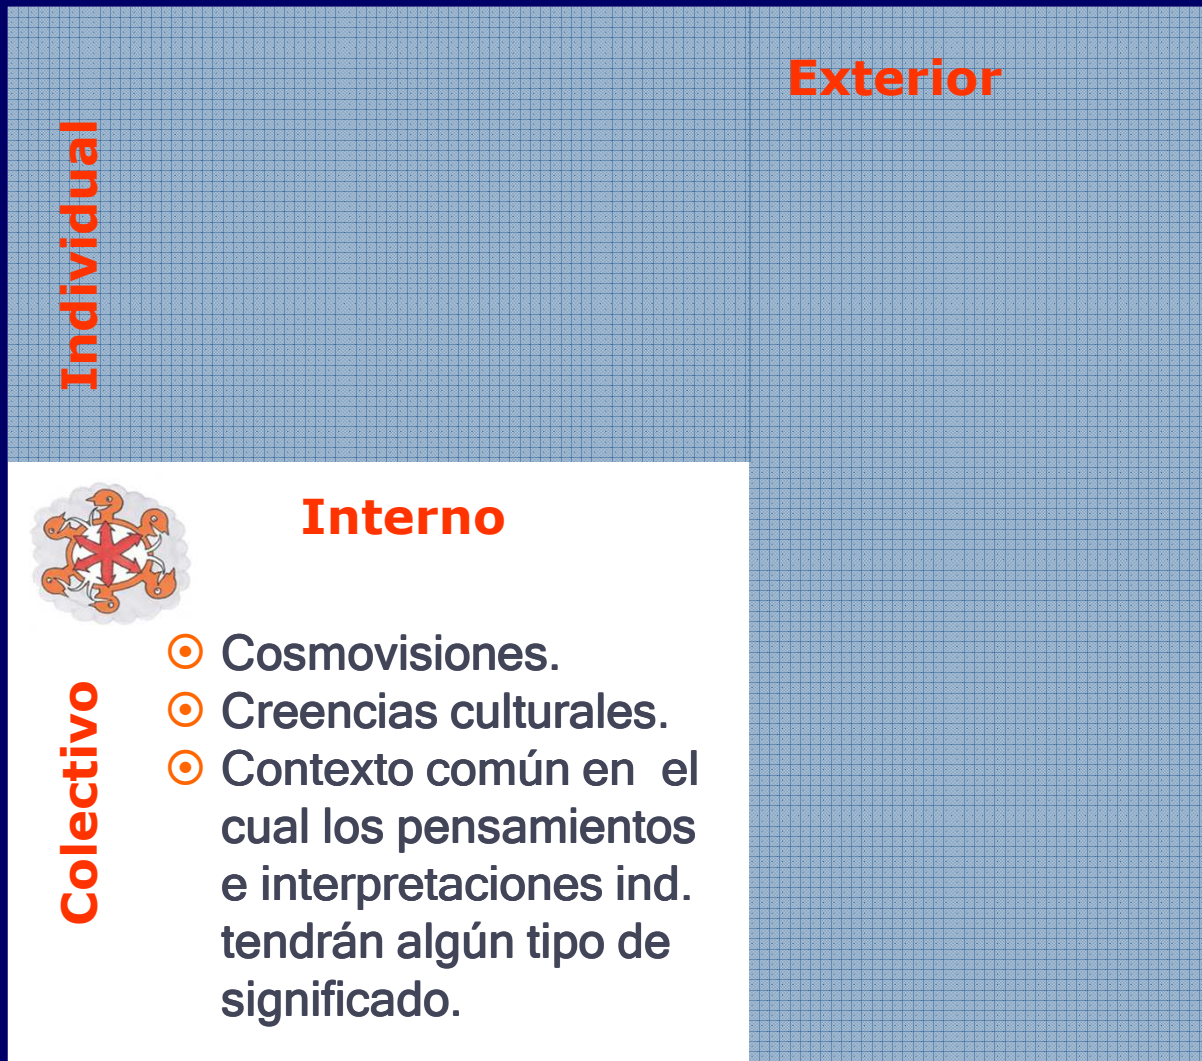 Exterior
Individual
Interno
Cosmovisiones.
Creencias culturales.
Contexto común en el
cual los pensamientos
e interpretaciones ind.
tendrán algún tipo de
significado.
Colectivo